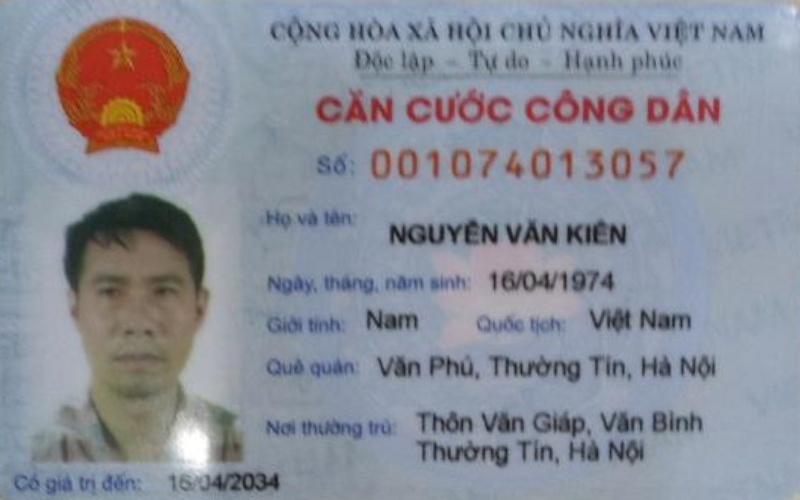 CỘNG HÒA XÃ HỘI CHỦ NGHĨA VIỆT NAM
Độc lập - Tự do - Hạnh phúc
CĂN CƯỚC CÔNG DÂN
Số: 001074013057
Họ và tên: NGUYỄN VĂN KIÊN
Ngày, tháng, năm sinh: 16/04/1974
Giới tính: Nam Quốc tịch: Việt Nam
Quê quán: Văn Phú, Thường Tín, Hà Nội
Nơi thường trú: Thôn Văn Giáp, Văn Bình
Thường Tín, Hà Nội
Có giá trị đến: 16/04/2034